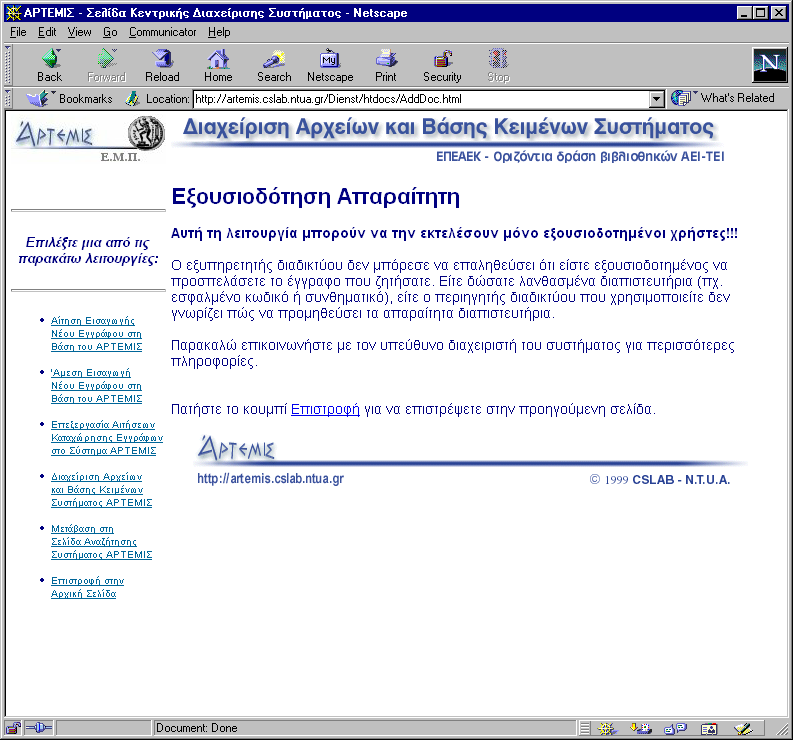 ΑΡΤΕΜΙΣ - Σελίδα Κεντρικής Διαχείρισης Συστήματος - Netscape
File Edit View Go Communicator Help
Back Forward Reload Home Search Netscape Print Security Stop
Bookmarks Location: http://artemis.cslab.ntua.gr/Dienst/htdocs/AddDoc.html What's Related
ΆΡΤΕΜΙΣ
Ε.Μ.Π.
Διαχείριση Αρχείων και Βάσης Κειμένων Συστήματος
ΕΠΕΑΕΚ - Οριζόντια δράση βιβλιοθηκών ΑΕΙ-ΤΕΙ
Επιλέξτε μια από τις
παρακάτω λειτουργίες:
Αίτηση Εισαγωγής
Νέου Εγγράφου στη
Βάση του ΑΡΤΕΜΙΣ
'Αμεση Εισαγωγή
Νέου Εγγράφου στη
Βάση του ΑΡΤΕΜΙΣ
Επεξεργασία Αιτήσεων
Καταχώρησης Εγγράφων
στο Σύστημα ΑΡΤΕΜΙΣ
Διαχείριση Αρχείων
και Βάσης Κειμένων
Συστήματος ΑΡΤΕΜΙΣ
Μετάβαση στη
Σελίδα Αναζήτησης
Συστήματος ΑΡΤΕΜΙΣ
Επιστροφή στην
Αρχική Σελίδα
Εξουσιοδότηση Απαραίτητη
Αυτή τη λειτουργία μπορούν να την εκτελέσουν μόνο εξουσιοδοτημένοι χρήστες!!!
Ο εξυπηρετητής διαδικτύου δεν μπόρεσε να επαληθεύσει ότι είστε εξουσιοδοτημένος να
προσπελάσετε το έγγραφο που ζητήσατε. Είτε δώσατε λανθασμένα διαπιστευτήρια (πχ.
εσφαλμένο κωδικό ή συνθηματικό), είτε ο περιηγητής διαδικτύου που χρησιμοποιείτε δεν
γνωρίζει πώς να προμηθεύσει τα απαραίτητα διαπιστευτήρια.
Παρακαλώ επικοινωνήστε με τον υπεύθυνο διαχειριστή του συστήματος για περισσότερες
πληροφορίες.
Πατήστε το κουμπί Επιστροφή για να επιστρέψετε στην προηγούμενη σελίδα.
ΆΡΤΕΜΙΣ
http://artemis.cslab.ntua.gr © 1999 CSLAB - N.T.U.A.
Document: Done